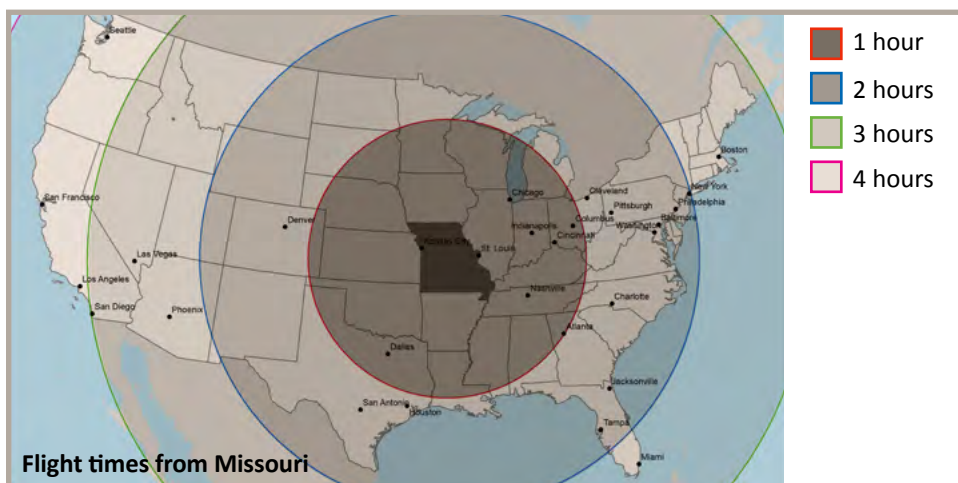 Seattle
1 hour
2 hours
3 hours
4 hours
Boston
New York
Philadelphia
Baltimore
Washington
Cleveland
Pittsburgh
Columbus
Chicago
Indianapolis
Cincinnati
San Francisco
Denver
Kansas City
St. Louis
Las Vegas
Los Angeles
San Diego
Phoenix
Nashville
Charlotte
Atlanta
Dallas
Jacksonville
San Antonio
Houston
Tampa
Miami
Flight times from Missouri